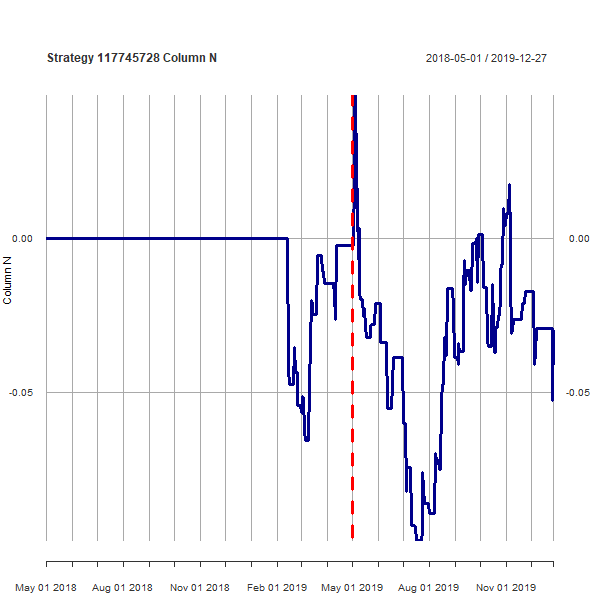 Strategy 117745728 Column N
2018-05-01 / 2019-12-27
Column N
0.00
0.00
-0.05
-0.05
May 01 2018
Aug 01 2018
Nov 01 2018
Feb 01 2019
May 01 2019
Aug 01 2019
Nov 01 2019